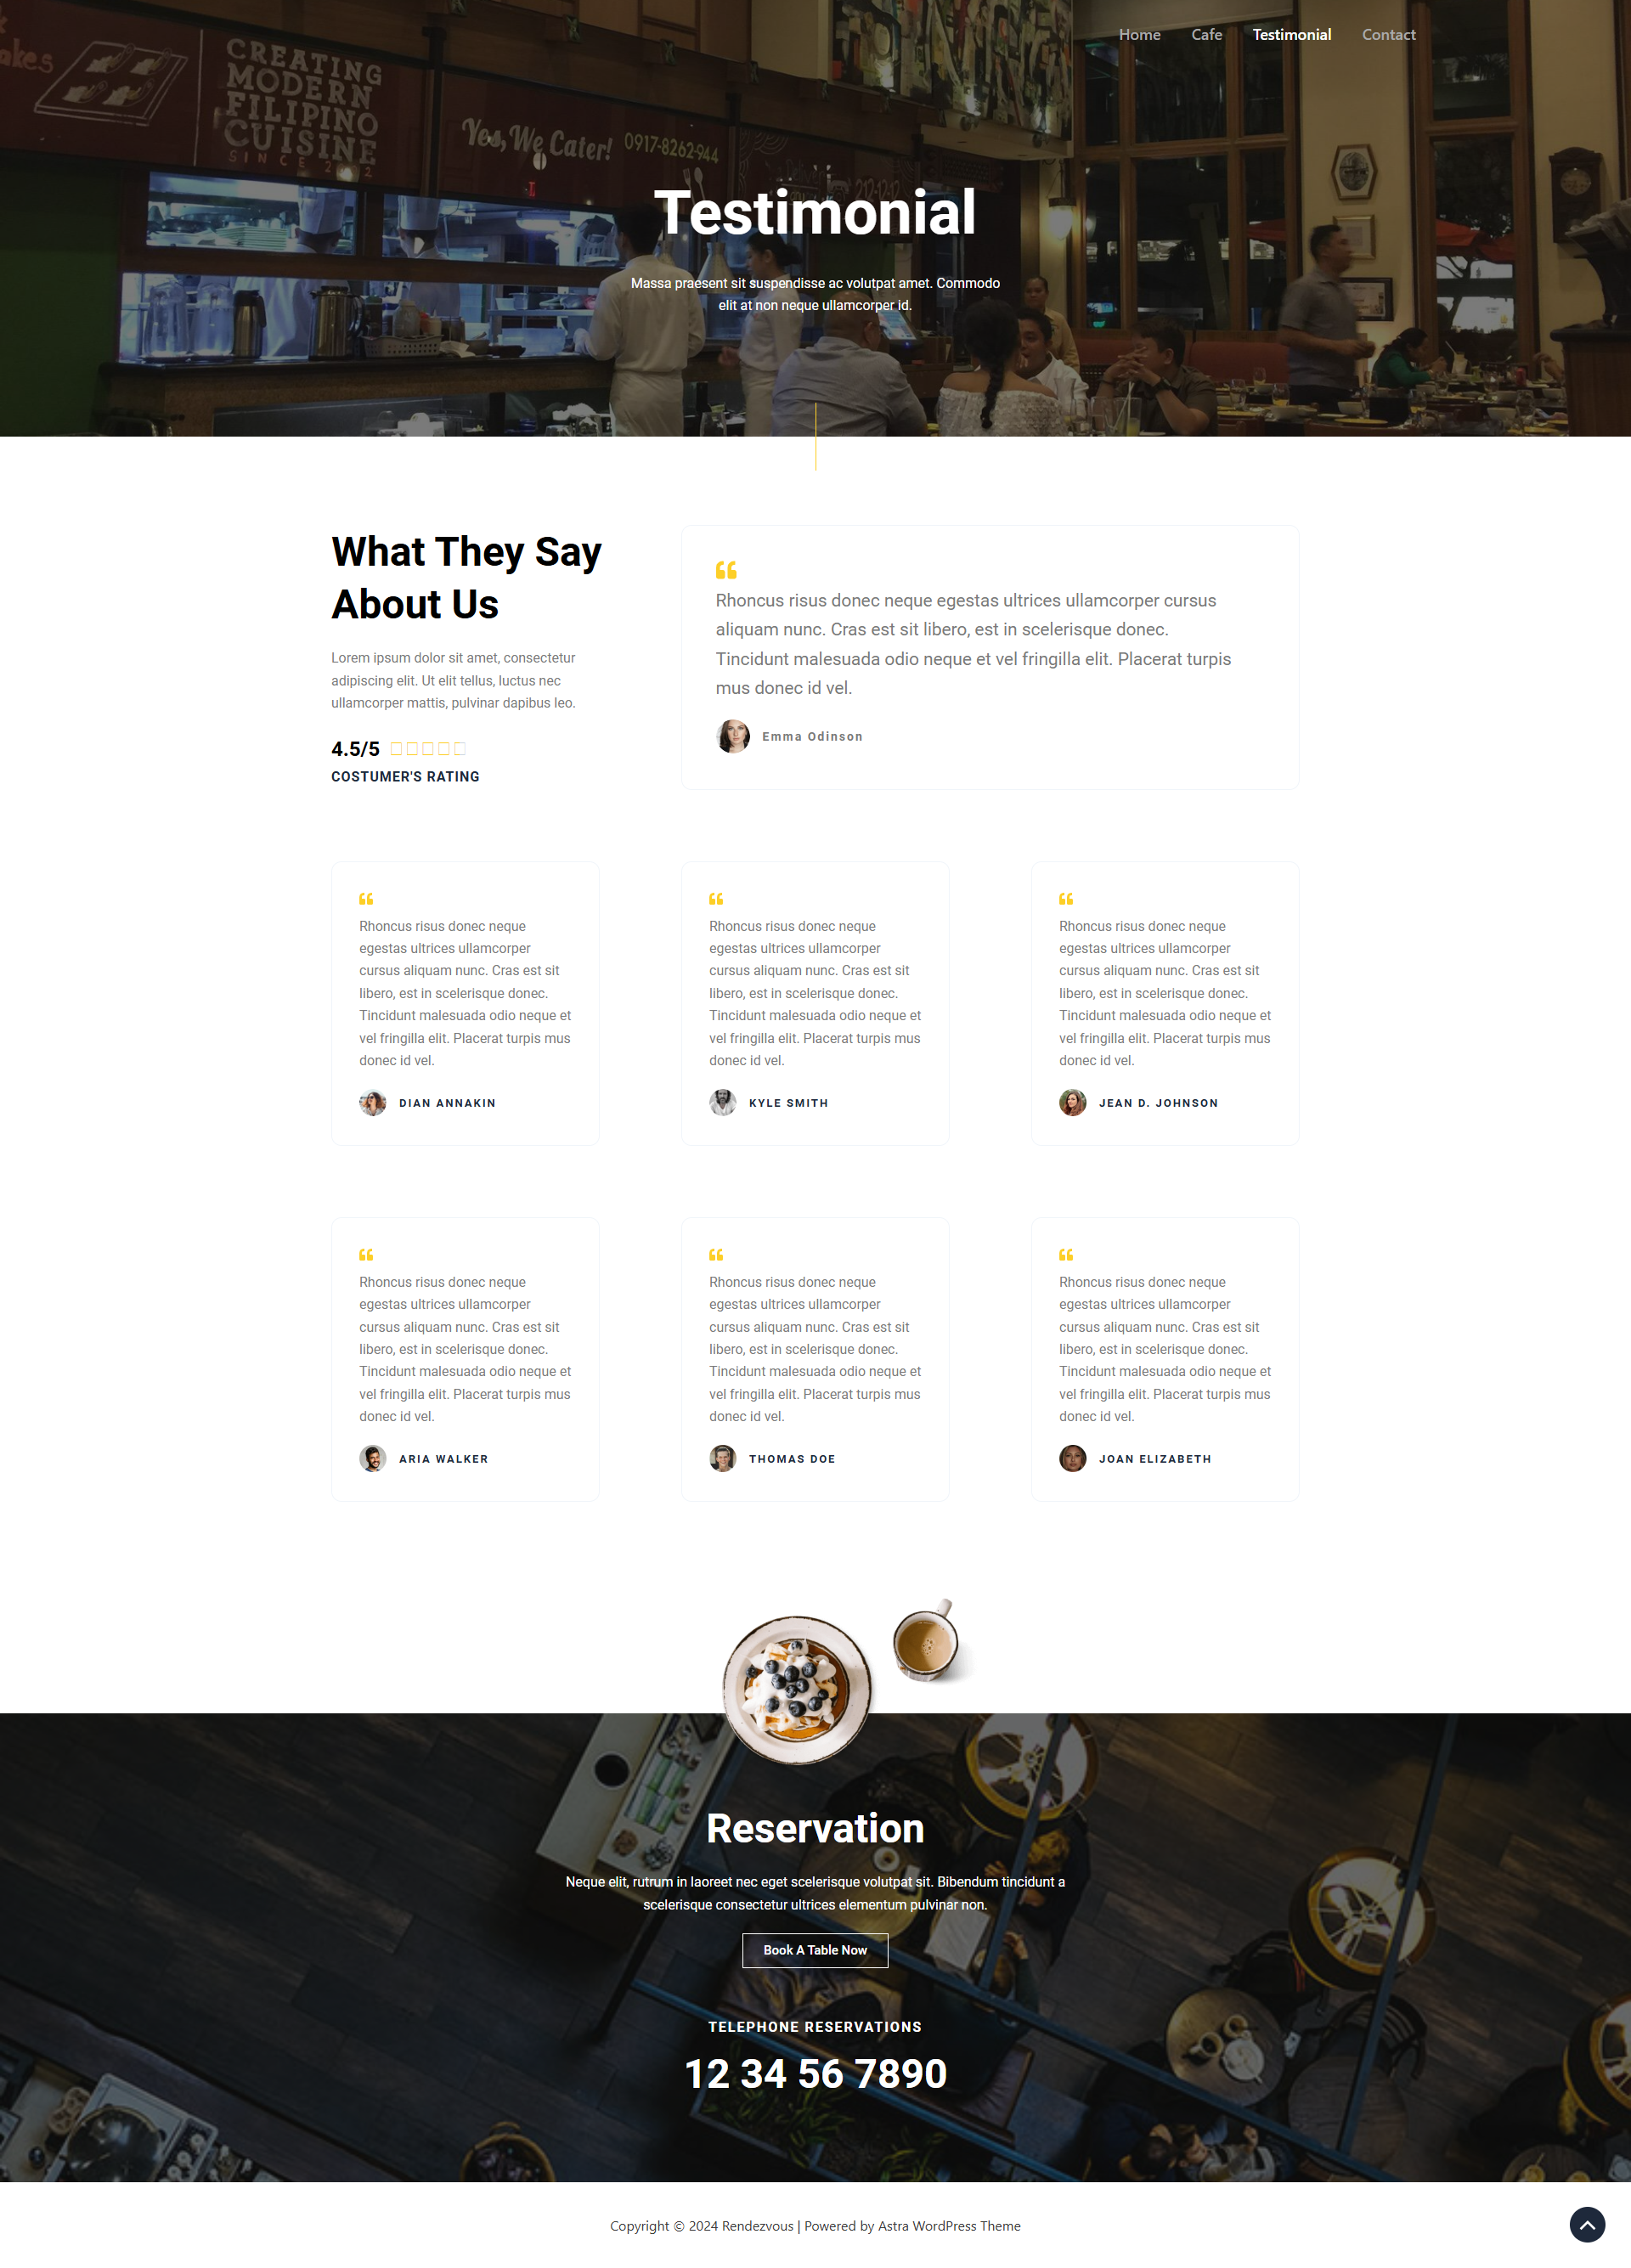 Home Cafe Testimonial Contact
akes
CREATING
MODERN
FILIPINO
CUISINE
SINCE
Yes, We Cater! 0917-8262-944
Testimonial
Massa praesent sit suspendisse ac volutpat amet. Commodo
elit at non neque ullamcorper id.
What They Say
About Us
Lorem ipsum dolor sit amet, consectetur
adipiscing elit. Ut elit tellus, luctus nec
ullamcorper mattis, pulvinar dapibus leo.
4.5/5
COSTUMER'S RATING
Rhoncus risus donec neque egestas ultrices ullamcorper cursus
aliquam nunc. Cras est sit libero, est in scelerisque donec.
Tincidunt malesuada odio neque et vel fringilla elit. Placerat turpis
mus donec id vel.
Emma Odinson
Rhoncus risus donec neque
egestas ultrices ullamcorper
cursus aliquam nunc. Cras est sit
libero, est in scelerisque donec.
Tincidunt malesuada odio neque et
vel fringilla elit. Placerat turpis mus
donec id vel.
DIAN ANNAKIN
Rhoncus risus donec neque
egestas ultrices ullamcorper
cursus aliquam nunc. Cras est sit
libero, est in scelerisque donec.
Tincidunt malesuada odio neque et
vel fringilla elit. Placerat turpis mus
donec id vel.
KYLE SMITH
Rhoncus risus donec neque
egestas ultrices ullamcorper
cursus aliquam nunc. Cras est sit
libero, est in scelerisque donec.
Tincidunt malesuada odio neque et
vel fringilla elit. Placerat turpis mus
donec id vel.
JEAN D. JOHNSON
Rhoncus risus donec neque
egestas ultrices ullamcorper
cursus aliquam nunc. Cras est sit
libero, est in scelerisque donec.
Tincidunt malesuada odio neque et
vel fringilla elit. Placerat turpis mus
donec id vel.
ARIA WALKER
Rhoncus risus donec neque
egestas ultrices ullamcorper
cursus aliquam nunc. Cras est sit
libero, est in scelerisque donec.
Tincidunt malesuada odio neque et
vel fringilla elit. Placerat turpis mus
donec id vel.
THOMAS DOE
Rhoncus risus donec neque
egestas ultrices ullamcorper
cursus aliquam nunc. Cras est sit
libero, est in scelerisque donec.
Tincidunt malesuada odio neque et
vel fringilla elit. Placerat turpis mus
donec id vel.
JOAN ELIZABETH
Reservation
Neque elit, rutrum in laoreet nec eget scelerisque volutpat sit. Bibendum tincidunt a
scelerisque consectetur ultrices elementum pulvinar non.
Book A Table Now
TELEPHONE RESERVATIONS
12 34 56 7890
Copyright © 2024 Rendezvous | Powered by Astra WordPress Theme